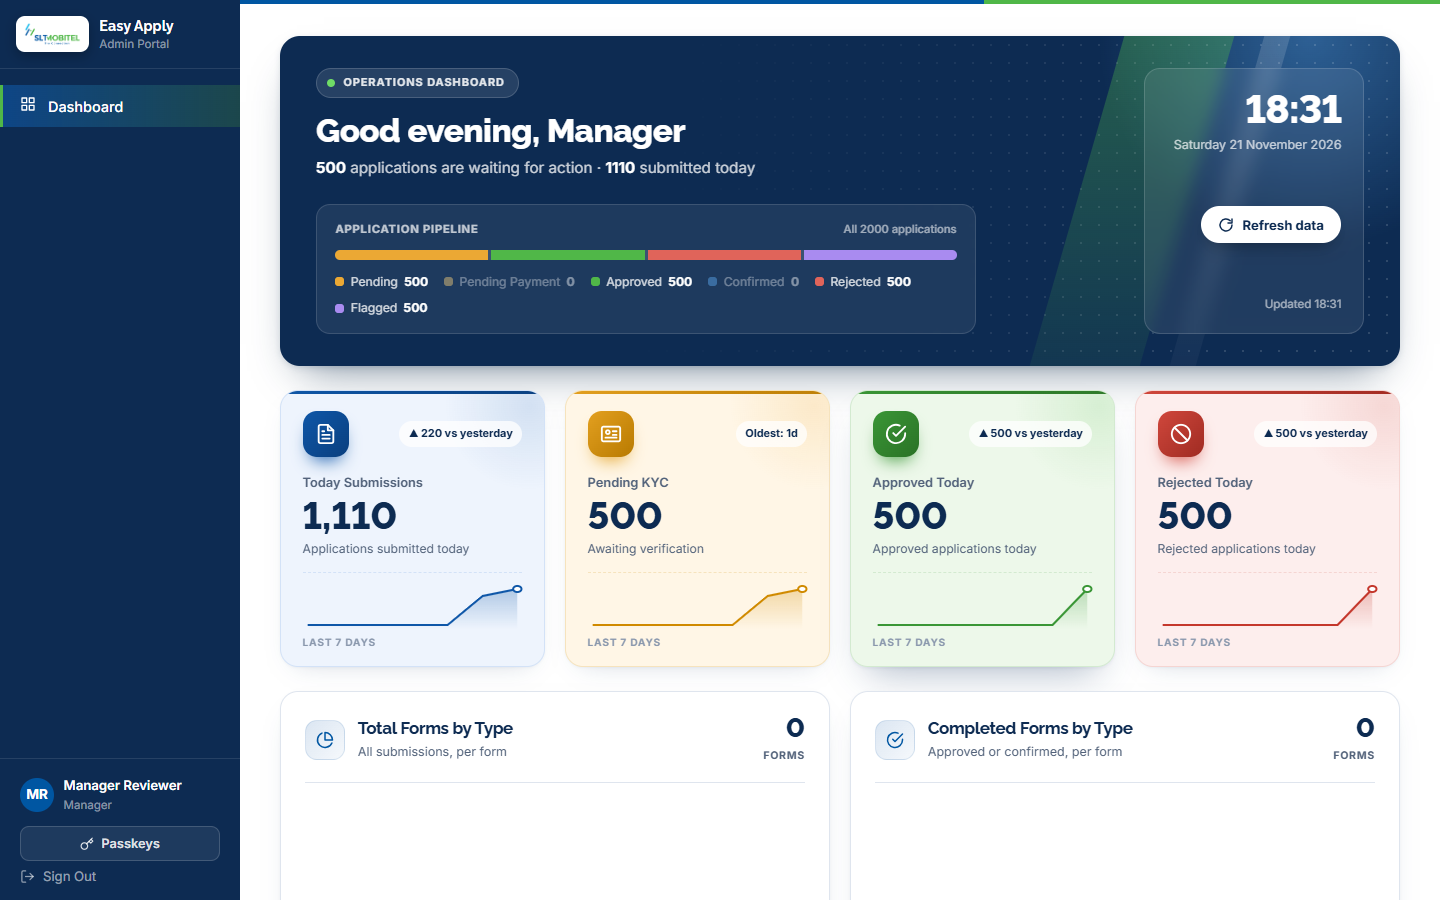 SLTMOBITEL
Easy Apply
Admin Portal
Dashboard
OPERATIONS DASHBOARD
Good evening, Manager
500 applications are waiting for action · 1110 submitted today
APPLICATION PIPELINE
All 2000 applications
Pending 500
Pending Payment 0
Approved 500
Confirmed 0
Rejected 500
Flagged 500
18:31
Saturday 21 November 2026
Refresh data
Updated 18:31
▲ 220 vs yesterday
Today Submissions
1,110
Applications submitted today
LAST 7 DAYS
Oldest: 1d
Pending KYC
500
Awaiting verification
LAST 7 DAYS
▲ 500 vs yesterday
Approved Today
500
Approved applications today
LAST 7 DAYS
▲ 500 vs yesterday
Rejected Today
500
Rejected applications today
LAST 7 DAYS
Total Forms by Type
All submissions, per form
0
FORMS
Completed Forms by Type
Approved or confirmed, per form
0
FORMS
MR
Manager Reviewer
Manager
Passkeys
Sign Out